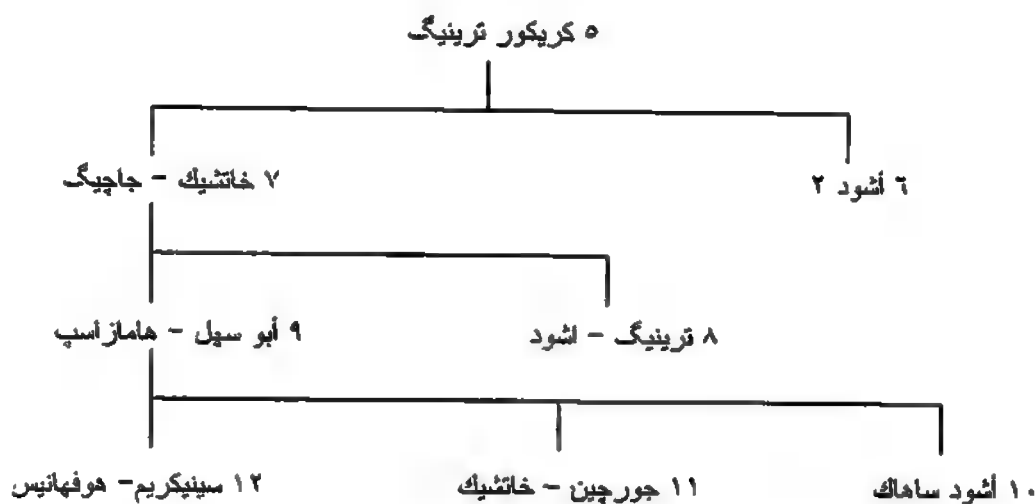 ٥ كريكور ترينيگ
٦ أشود ٢
٧ خاتشيك – جاچيگ
٨ ترينيگ – اشود
٩ أبو سهل – هامازاسپ
١٠ أشود ساهاك
١١ جورجين – خاتشيك
١٢ سينيكريم – هوفهانيس